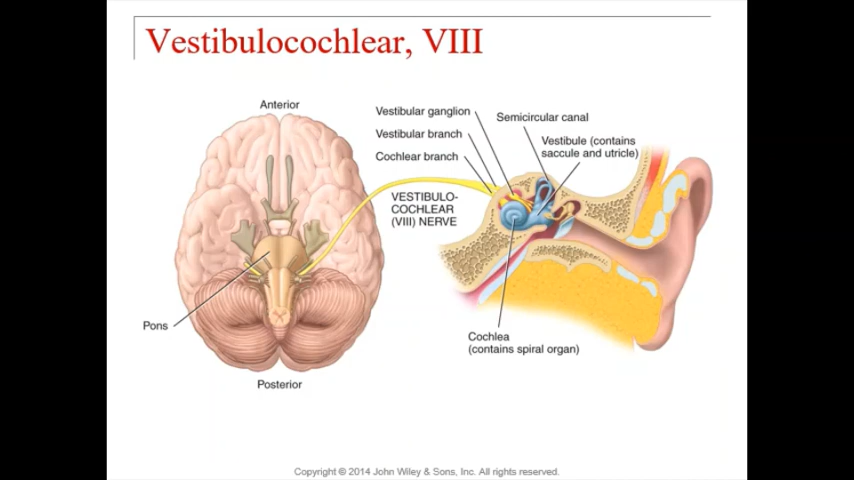 Vestibulocochlear, VIII
Anterior
Vestibular ganglion
Vestibular branch
Cochlear branch
Semicircular canal
Vestibule (contains
saccule and utricle)
VESTIBULO-
COCHLEAR
(VIII) NERVE
Pons
Cochlea
(contains spiral organ)
Posterior
Copyright © 2014 John Wiley & Sons, Inc. All rights reserved.